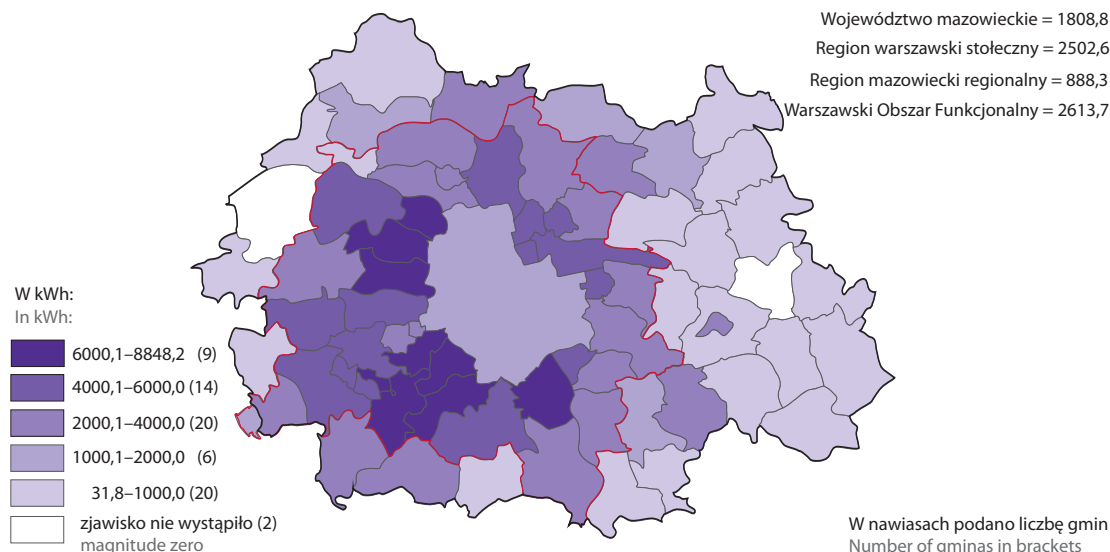 Województwo mazowieckie = 1808,8
Region warszawski stołeczny = 2502,6
Region mazowiecki regionalny = 888,3
Warszawski Obszar Funkcjonalny = 2613,7
W kWh:
In kWh:
6000,1–8848,2 (9)
4000,1–6000,0 (14)
2000,1–4000,0 (20)
1000,1–2000,0 (6)
31,8–1000,0 (20)
zjawisko nie wystąpiło (2)
magnitude zero
W nawiasach podano liczbę gmin
Number of gminas in brackets